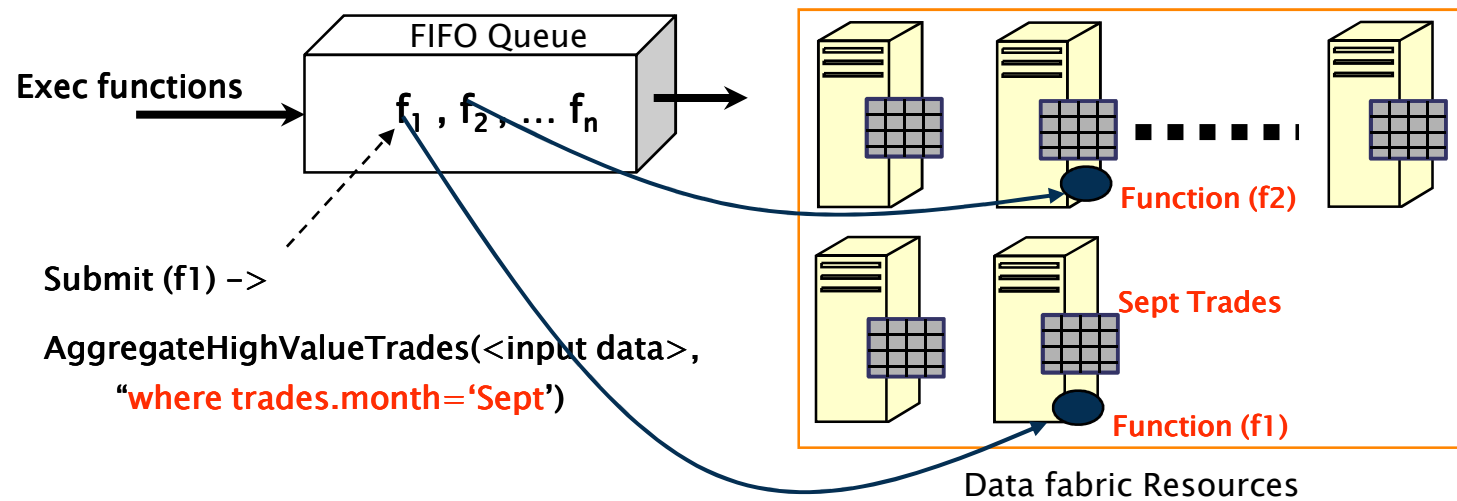 FIFO Queue
Exec functions
f1 , f2 , ... fn
Function (f2)
Submit (f1) ->
Sept Trades
AggregateHighValueTrades(<input data>,
“where trades.month=‘Sept’)
Function (f1)
Data fabric Resources